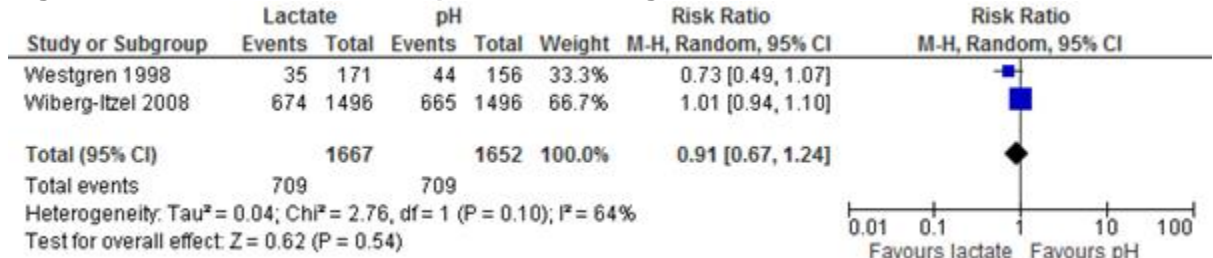 Lactate pH Risk Ratio Risk Ratio
Study or Subgroup Events Total Events Total Weight M-H, Random, 95% CI M-H, Random, 95% CI
Westgren 1998 35 171 44 156 33.3% 0.73 [0.49, 1.07]
Wiberg-Itzel 2008 674 1496 665 1496 66.7% 1.01 [0.94, 1.10]
Total (95% CI) 1667 1652 100.0% 0.91 [0.67, 1.24]
Total events 709 709
Heterogeneity: Tau² = 0.04; Chi² = 2.76, df = 1 (P = 0.10); I² = 64%
Test for overall effect: Z = 0.62 (P = 0.54)
0.01 0.1 1 10 100
Favours lactate Favours pH